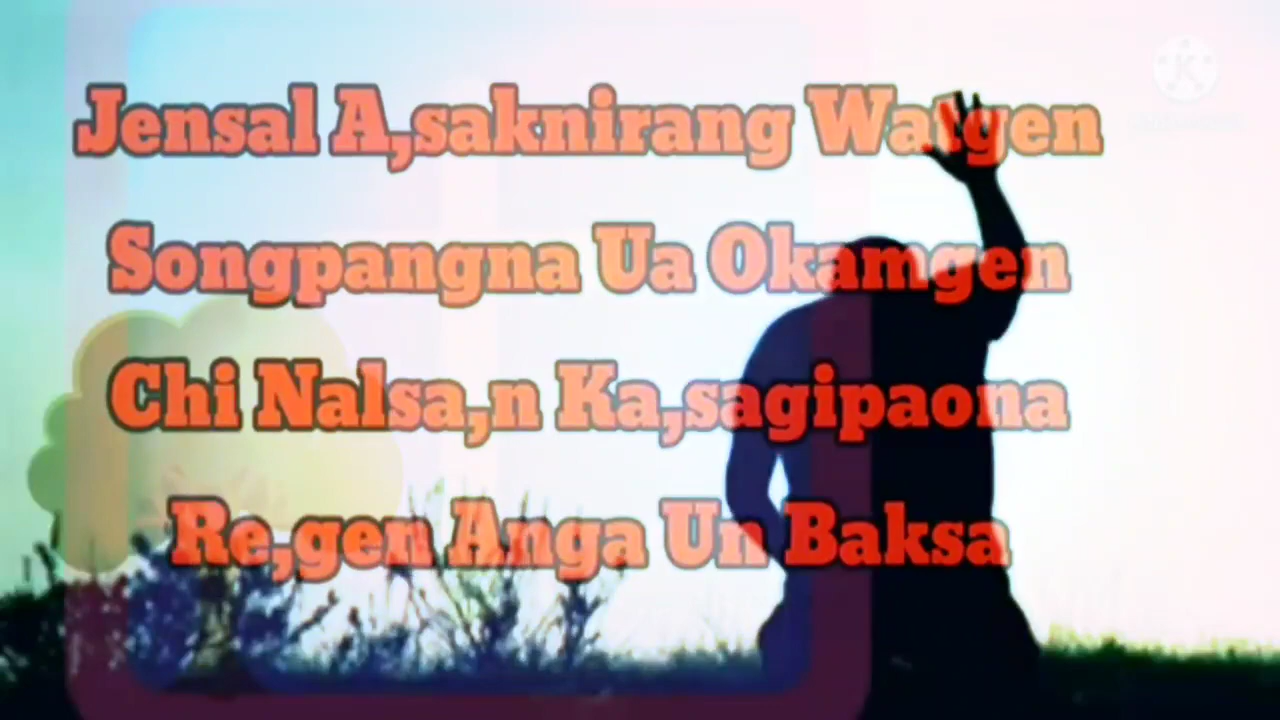 Jensal A,saknirang Watgen
Songpangna Ua Okamgen
Chi Nalsa,n Ka,sagipaona
Re,gen Anga Un Baksa